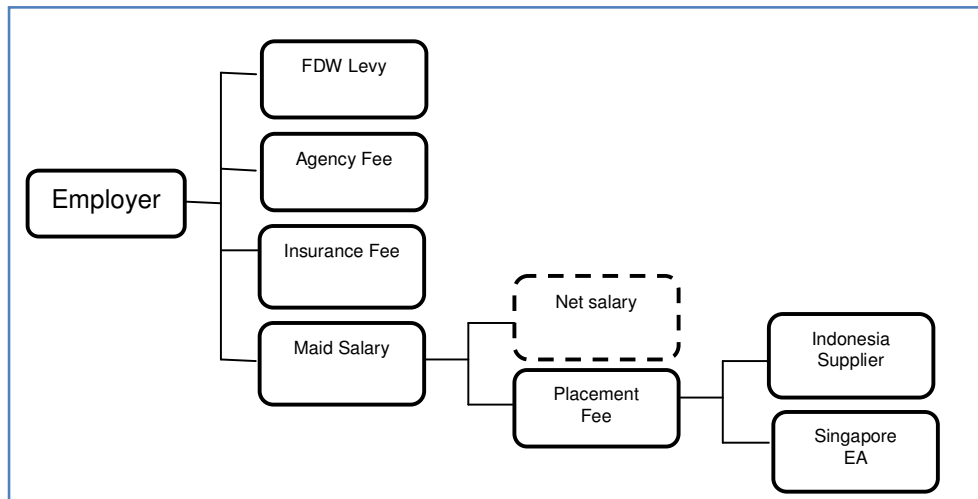 FDW Levy
Agency Fee
Employer
Insurance Fee
Net salary
Maid Salary
Indonesia
Supplier
Placement
Fee
Singapore
EA